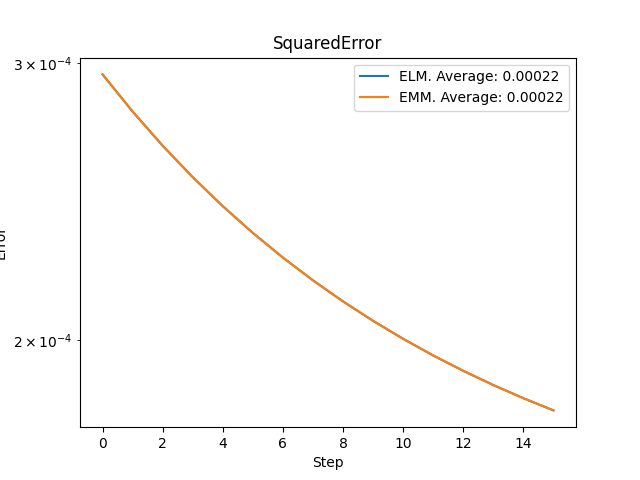 SquaredError
3 × 10⁻⁴
ELM. Average: 0.00022
EMM. Average: 0.00022
Error
2 × 10⁻⁴
0 2 4 6 8 10 12 14
Step